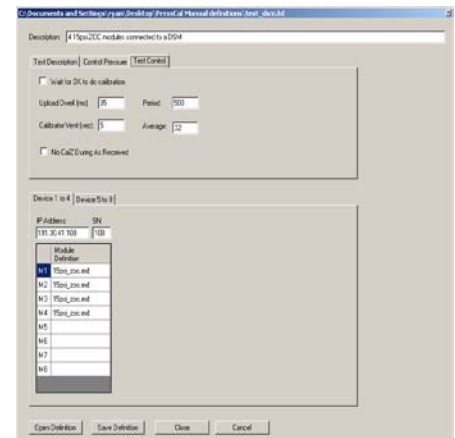 C:\Documents and Settings\ryan\Desktop\PressCal Manual definitions\test_dsm.td
Description: 4 15psi ZOC modules connected to a DSM
Test Description Control Pressure Test Control
Wait for OK to do calibration
Upload Dwell (ms) 35 Period: 500
Calibrator Vent (sec): 5 Average: 32
No CalZ During As Received
Device 1 to 4 Device 5 to 8
IP Address SN
191.30.41.108 108
Module
Definition
M1 15psi_zoc.md
M2 15psi_zoc.md
M3 15psi_zoc.md
M4 15psi_zoc.md
M5
M6
M7
M8
Open Definition Save Definition Close Cancel